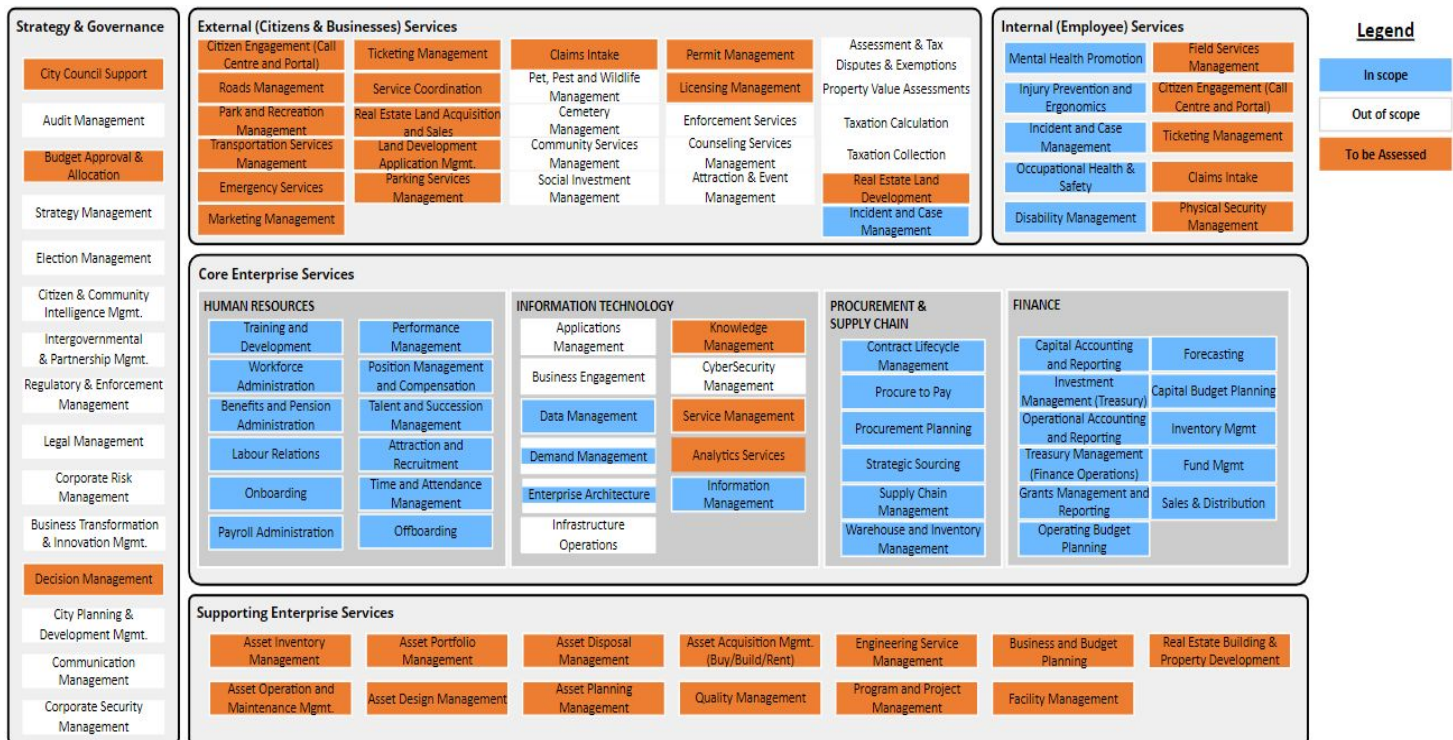 Strategy & Governance
City Council Support
Audit Management
Budget Approval &
Allocation
Strategy Management
Election Management
Citizen & Community
Intelligence Mgmt.
Intergovernmental
& Partnership Mgmt.
Regulatory & Enforcement
Management
Legal Management
Corporate Risk
Management
Business Transformation
& Innovation Mgmt.
Decision Management
City Planning &
Development Mgmt.
Communication
Management
Corporate Security
Management
External (Citizens & Businesses) Services
Citizen Engagement (Call
Centre and Portal)
Roads Management
Park and Recreation
Management
Transportation Services
Management
Emergency Services
Marketing Management
Ticketing Management
Service Coordination
Real Estate Land Acquisition
and Sales
Land Development
Application Mgmt.
Parking Services
Management
Claims Intake
Pet, Pest and Wildlife
Management
Cemetery
Management
Community Services
Management
Social Investment
Management
Permit Management
Licensing Management
Enforcement Services
Counseling Services
Management
Attraction & Event
Management
Assessment & Tax
Disputes & Exemptions
Property Value Assessments
Taxation Calculation
Taxation Collection
Real Estate Land
Development
Incident and Case
Management
Internal (Employee) Services
Mental Health Promotion
Injury Prevention and
Ergonomics
Incident and Case
Management
Occupational Health &
Safety
Disability Management
Field Services
Management
Citizen Engagement (Call
Centre and Portal)
Ticketing Management
Claims Intake
Physical Security
Management
Legend
In scope
Out of scope
To be Assessed
Core Enterprise Services
HUMAN RESOURCES
Training and
Development
Workforce
Administration
Benefits and Pension
Administration
Labour Relations
Onboarding
Payroll Administration
Performance
Management
Position Management
and Compensation
Talent and Succession
Management
Attraction and
Recruitment
Time and Attendance
Management
Offboarding
INFORMATION TECHNOLOGY
Applications
Management
Business Engagement
Data Management
Demand Management
Enterprise Architecture
Infrastructure
Operations
Knowledge
Management
CyberSecurity
Management
Service Management
Analytics Services
Information
Management
PROCUREMENT &
SUPPLY CHAIN
Contract Lifecycle
Management
Procure to Pay
Procurement Planning
Strategic Sourcing
Supply Chain
Management
Warehouse and Inventory
Management
FINANCE
Capital Accounting
and Reporting
Investment
Management (Treasury)
Operational Accounting
and Reporting
Treasury Management
(Finance Operations)
Grants Management and
Reporting
Operating Budget
Planning
Forecasting
Capital Budget Planning
Inventory Mgmt
Fund Mgmt
Sales & Distribution
Supporting Enterprise Services
Asset Inventory
Management
Asset Portfolio
Management
Asset Disposal
Management
Asset Acquisition Mgmt.
(Buy/Build/Rent)
Engineering Service
Management
Business and Budget
Planning
Real Estate Building &
Property Development
Asset Operation and
Maintenance Mgmt.
Asset Design Management
Asset Planning
Management
Quality Management
Program and Project
Management
Facility Management